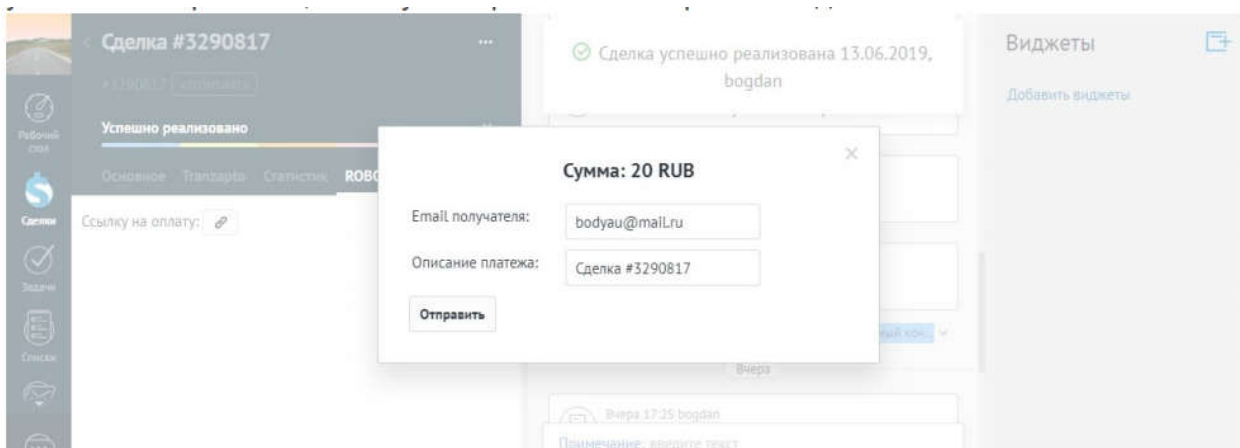 Сделка #3290817
#3290817
Успешно реализовано
Основное Tranzapto Статистик ROBO
Ссылку на оплату:
Рабочий
стол
Сделки
Задачи
Списки
Сделка успешно реализована 13.06.2019,
bogdan
Сумма: 20 RUB
Email получателя:
bodyau@mail.ru
Описание платежа:
Сделка #3290817
Отправить
Вчера
Вчера 17:25 bogdan
Примечание: введите текст
Виджеты
Добавить виджеты